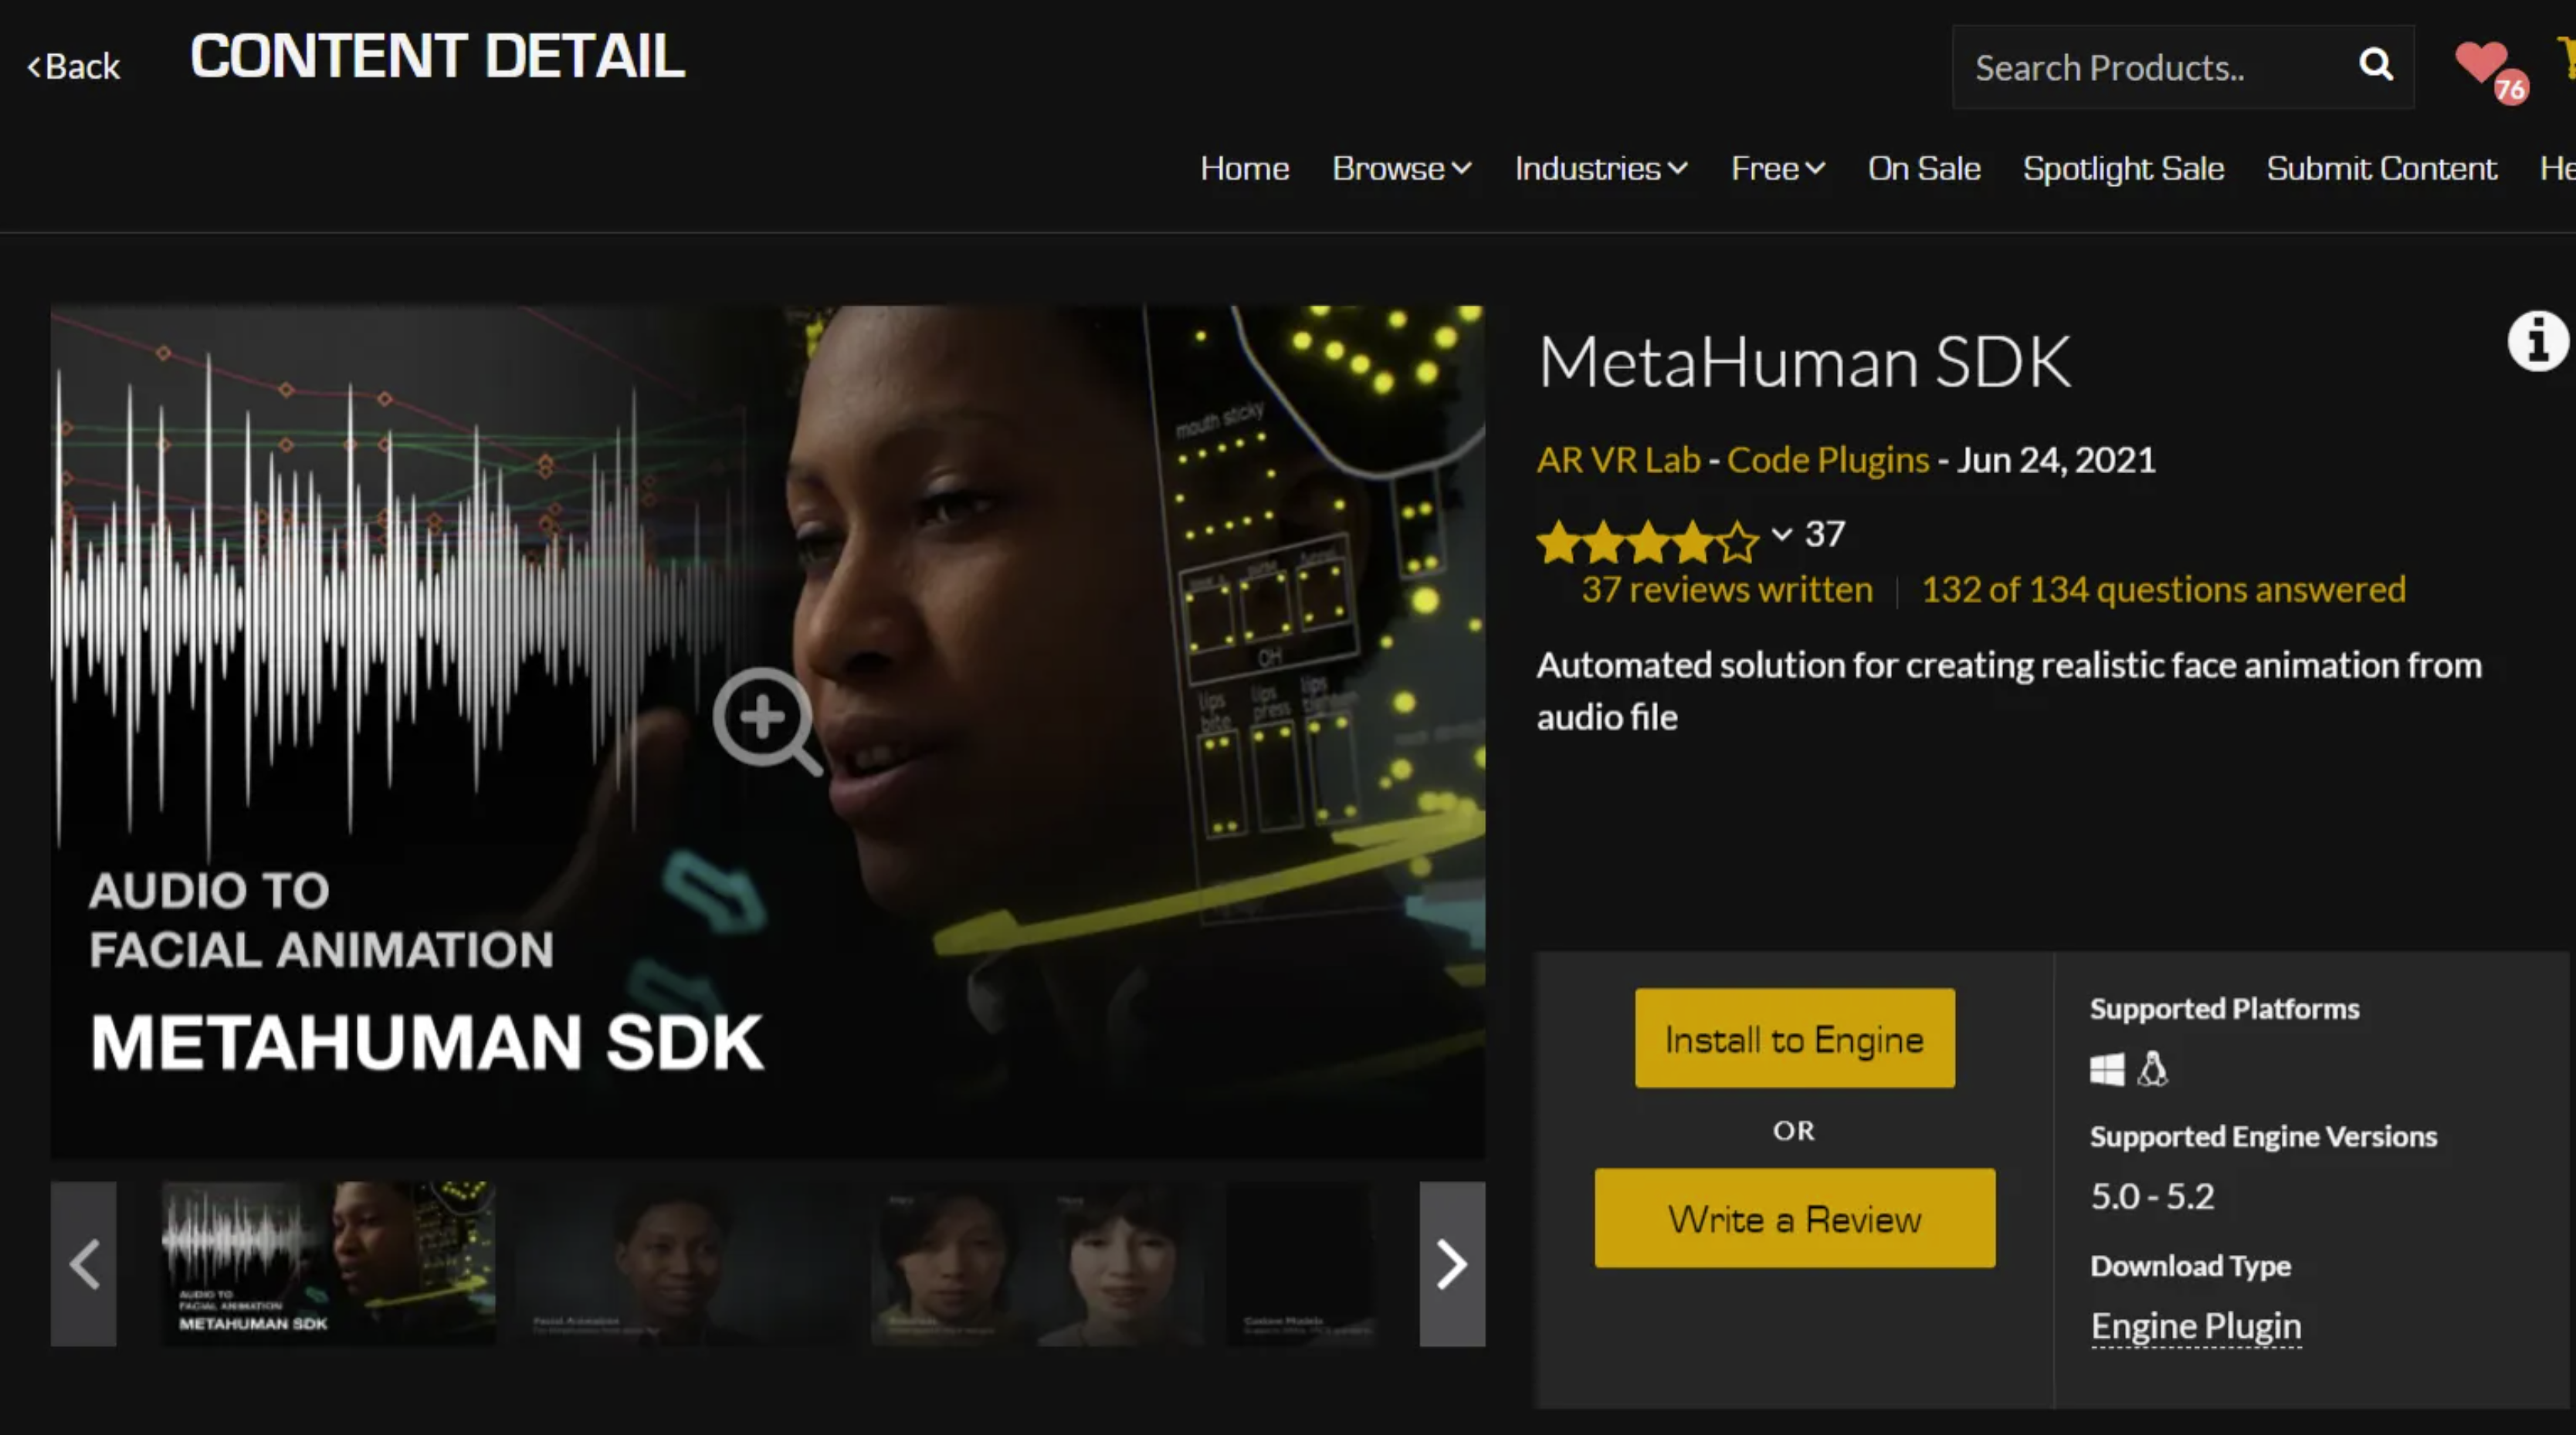 Back
CONTENT DETAIL
Search Products..
76
Home Browse Industries Free On Sale Spotlight Sale Submit Content He
mouth sticky
OH
lips bite
lips press
lips
AUDIO TO
FACIAL ANIMATION
METAHUMAN SDK
MetaHuman SDK
AR VR Lab - Code Plugins - Jun 24, 2021
37
37 reviews written | 132 of 134 questions answered
Automated solution for creating realistic face animation from
audio file
Install to Engine
OR
Write a Review
Supported Platforms
Supported Engine Versions
5.0 - 5.2
Download Type
Engine Plugin
AUDIO TO
FACIAL ANIMATION
METAHUMAN SDK
Facial Animation
Custom Models